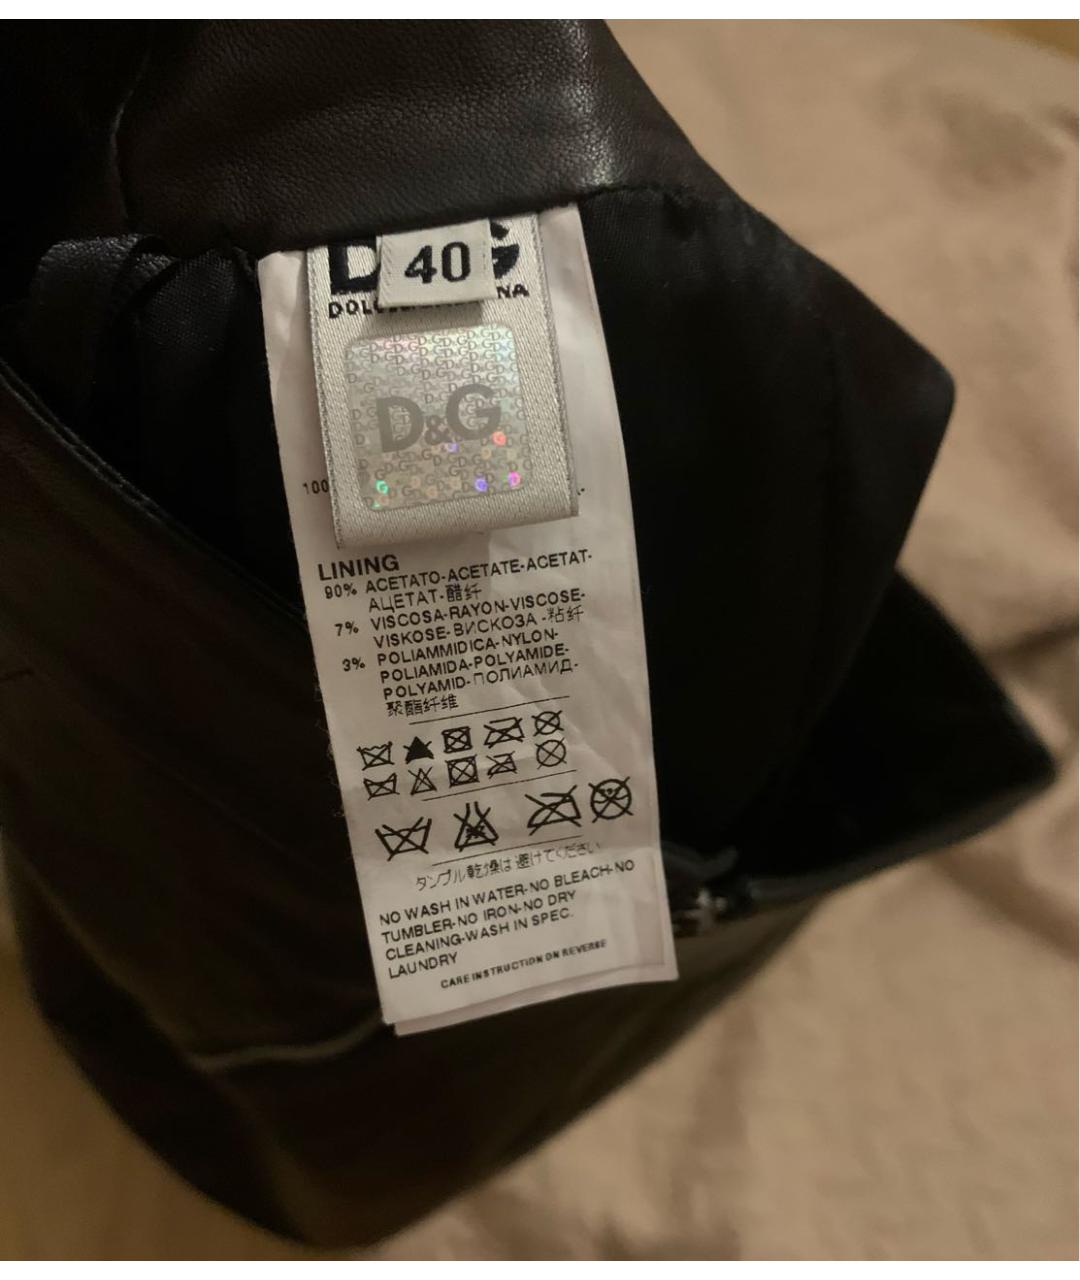 D&G
40
D&G
100
LINING
90% ACETATO-ACETATE-ACETAT-
АЦЕТАТ-醋纤
7% VISCOSA-RAYON-VISCOSE-
VISKOSE-ВИСКОЗА-粘纤
3% POLIAMMIDICA-NYLON-
POLIAMIDA-POLYAMIDE-
POLYAMID-ПОЛИАМИД-
聚酯纤维
タンブル乾燥は避けてください
NO WASH IN WATER-NO BLEACH-NO
TUMBLER-NO IRON-NO DRY
CLEANING-WASH IN SPEC.
LAUNDRY
CARE INSTRUCTION ON REVERSE